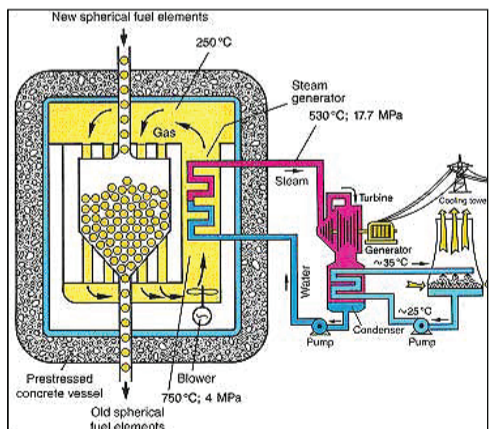 New spherical fuel elements
250°C
Gas
Steam
generator
530°C; 17.7 MPa
Steam
Turbine
Cooling towe
Generator
~35°C
Water
~25°C
Condenser
Pump
Pump
Prestressed
concrete vessel
Blower
750°C; 4 MPa
Old spherical
fuel elements